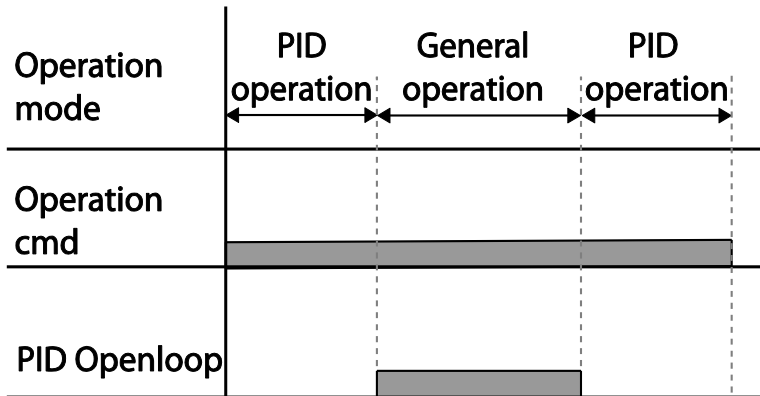 PID
operation
General
operation
PID
operation
Operation
mode
Operation
cmd
PID Openloop